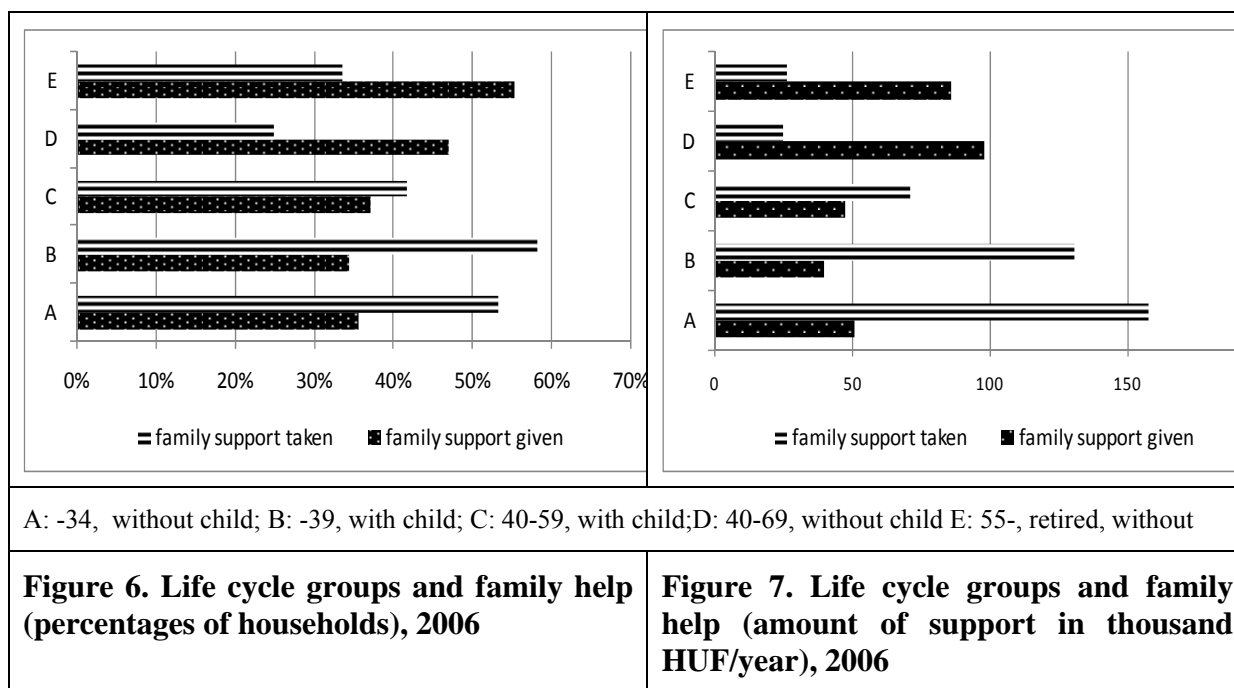 E
D
C
B
A
0% 10% 20% 30% 40% 50% 60% 70%
family support taken family support given
E
D
C
B
A
0 50 100 150
family support taken family support given
A: -34, without child; B: -39, with child; C: 40-59, with child;D: 40-69, without child E: 55-, retired, without
Figure 6. Life cycle groups and family help
(percentages of households), 2006
Figure 7. Life cycle groups and family
help (amount of support in thousand
HUF/year), 2006